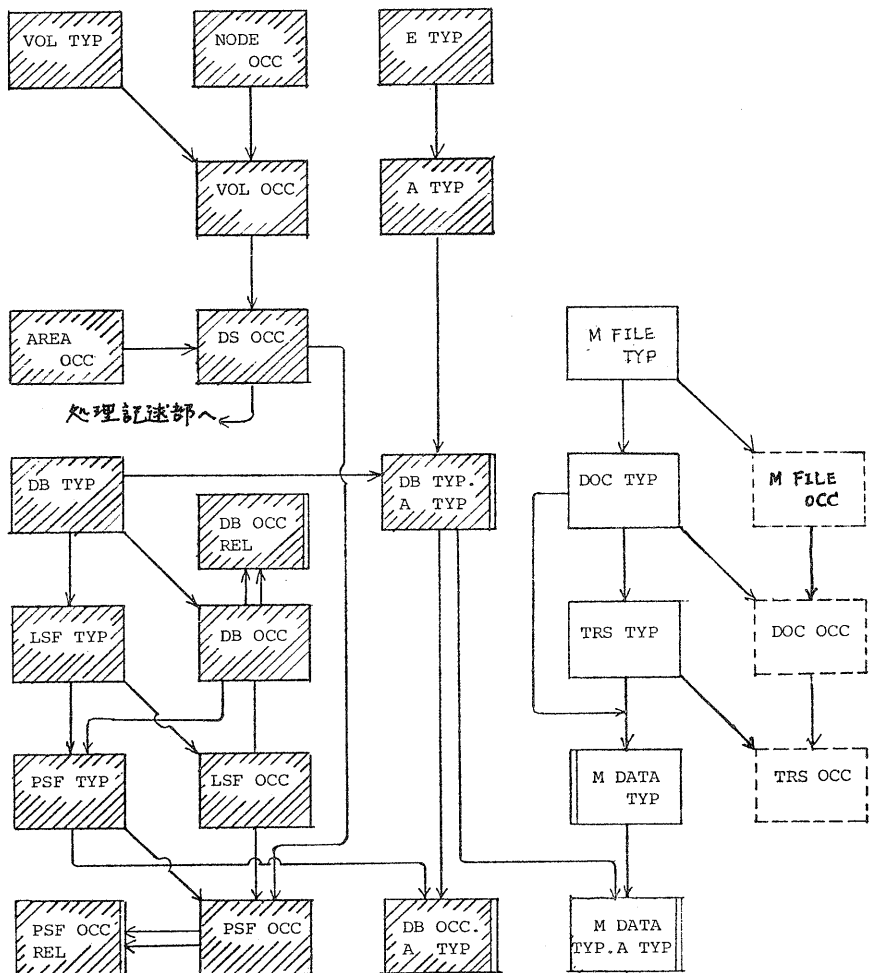 VOL TYP
NODE
OCC
E TYP
VOL OCC
A TYP
AREA
OCC
DS OCC
M FILE
TYP
処理記述部へ
DB TYP
DB OCC
REL
DB TYP.
A TYP
DOC TYP
M FILE
OCC
LSF TYP
DB OCC
TRS TYP
DOC OCC
PSF TYP
LSF OCC
M DATA
TYP
TRS OCC
PSF OCC
REL
PSF OCC
DB OCC.
A TYP
M DATA
TYP.A TYP